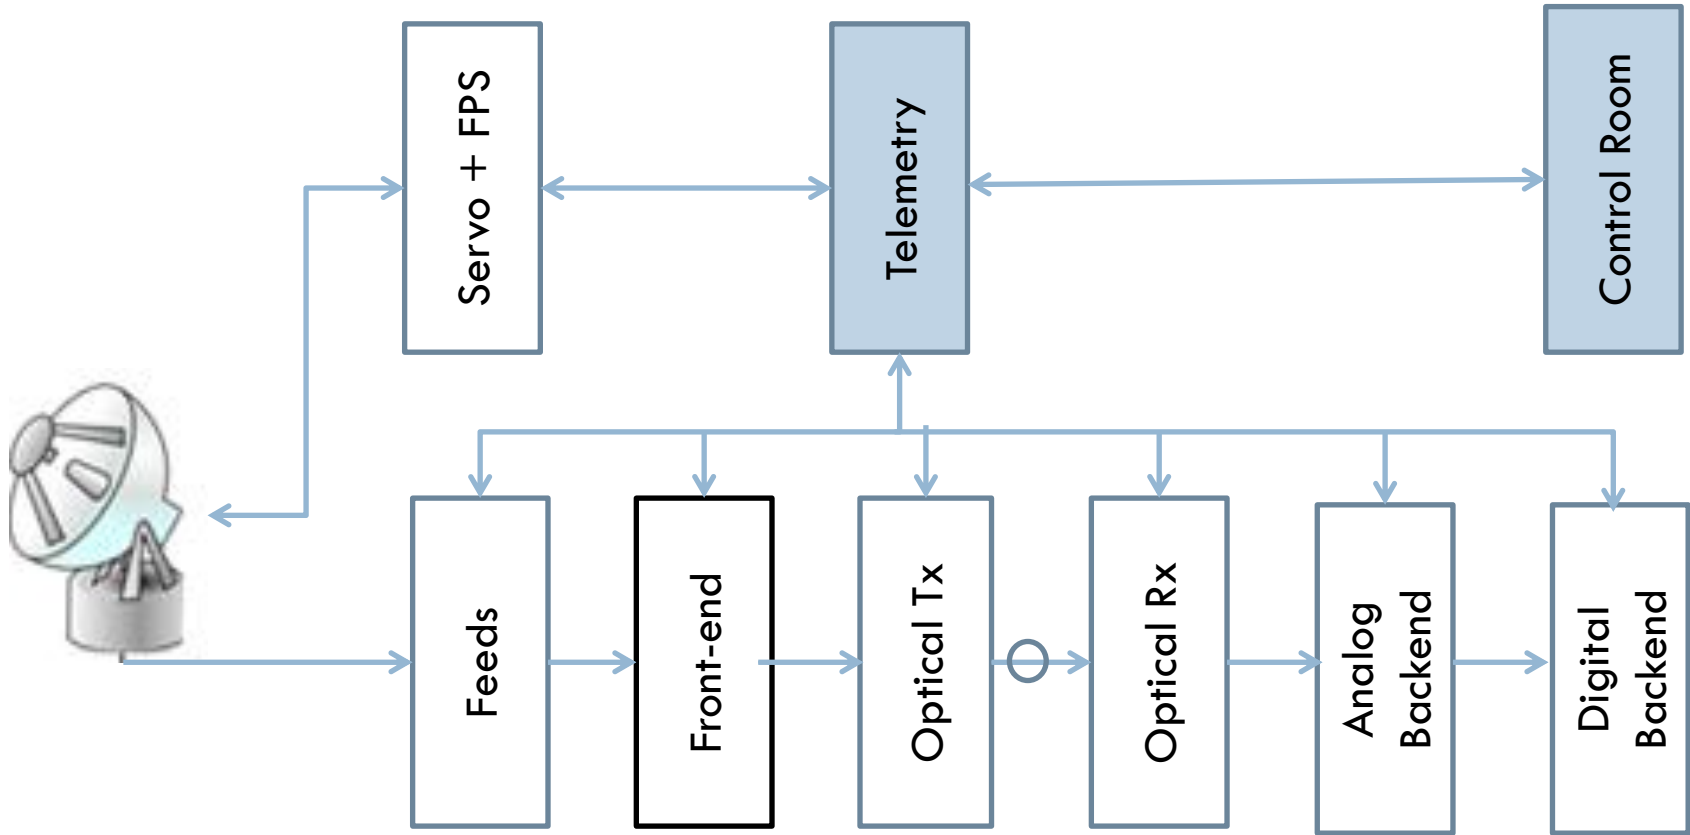 Servo + FPS
Telemetry
Control Room
Feeds
Front-end
Optical Tx
Optical Rx
Analog
Backend
Digital
Backend